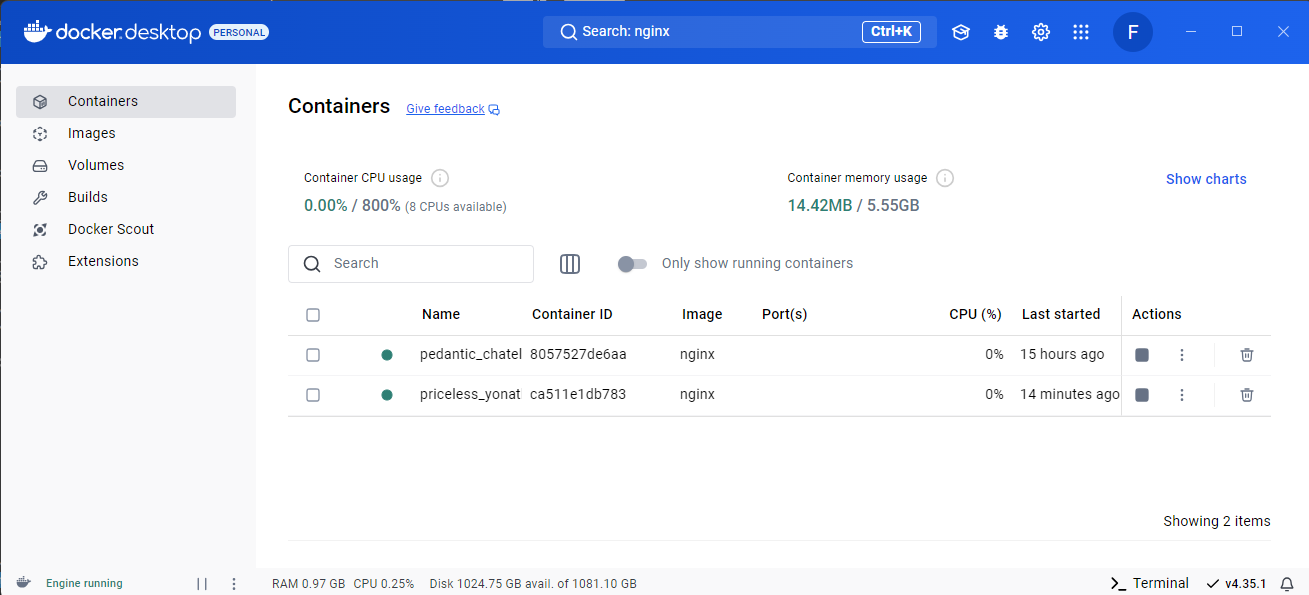 docker.desktop PERSONAL Search: nginx Ctrl+K F
Containers
Images
Volumes
Builds
Docker Scout
Extensions
Containers Give feedback
Container CPU usage Container memory usage Show charts
0.00% / 800% (8 CPUs available) 14.42MB / 5.55GB
Search Only show running containers
Name Container ID Image Port(s) CPU (%) Last started Actions
pedantic_chatel 8057527de6aa nginx 0% 15 hours ago
priceless_yonat ca511e1db783 nginx 0% 14 minutes ago
Showing 2 items
Engine running RAM 0.97 GB CPU 0.25% Disk 1024.75 GB avail. of 1081.10 GB Terminal v4.35.1